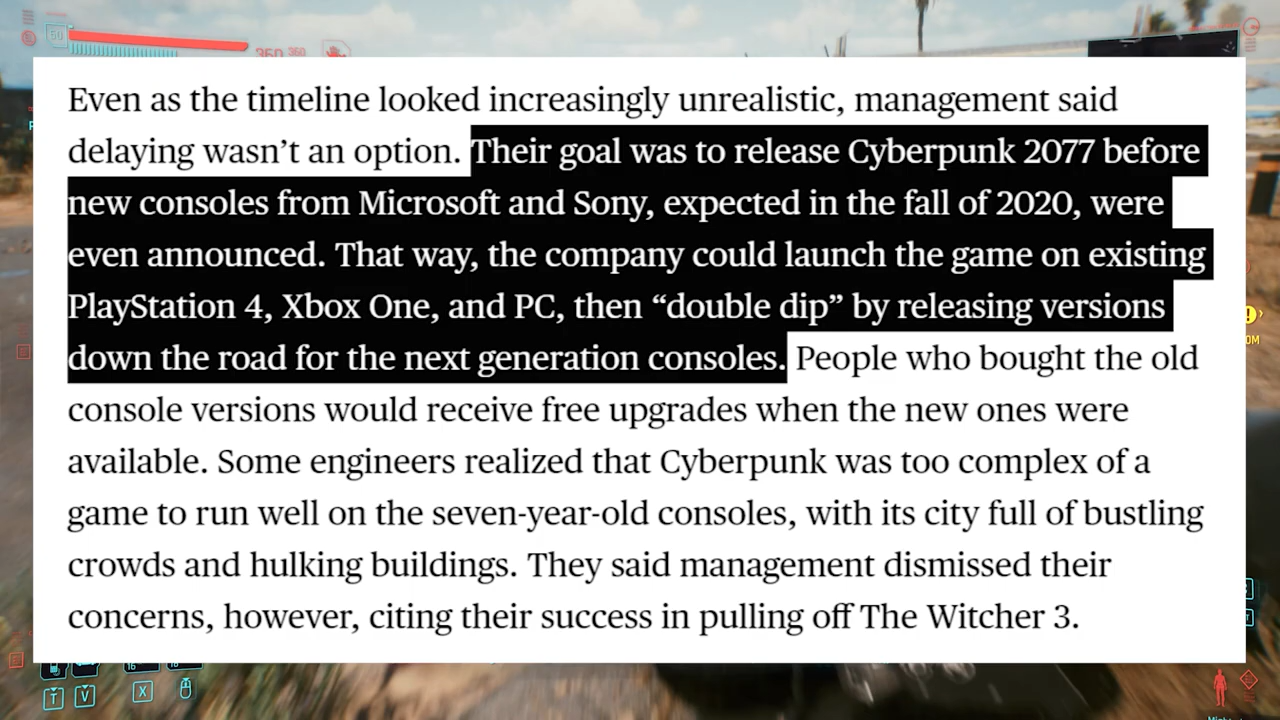 50
350 360
Even as the timeline looked increasingly unrealistic, management said
delaying wasn’t an option. Their goal was to release Cyberpunk 2077 before
new consoles from Microsoft and Sony, expected in the fall of 2020, were
even announced. That way, the company could launch the game on existing
PlayStation 4, Xbox One, and PC, then “double dip” by releasing versions
down the road for the next generation consoles. People who bought the old
console versions would receive free upgrades when the new ones were
available. Some engineers realized that Cyberpunk was too complex of a
game to run well on the seven-year-old consoles, with its city full of bustling
crowds and hulking buildings. They said management dismissed their
concerns, however, citing their success in pulling off The Witcher 3.
T V X